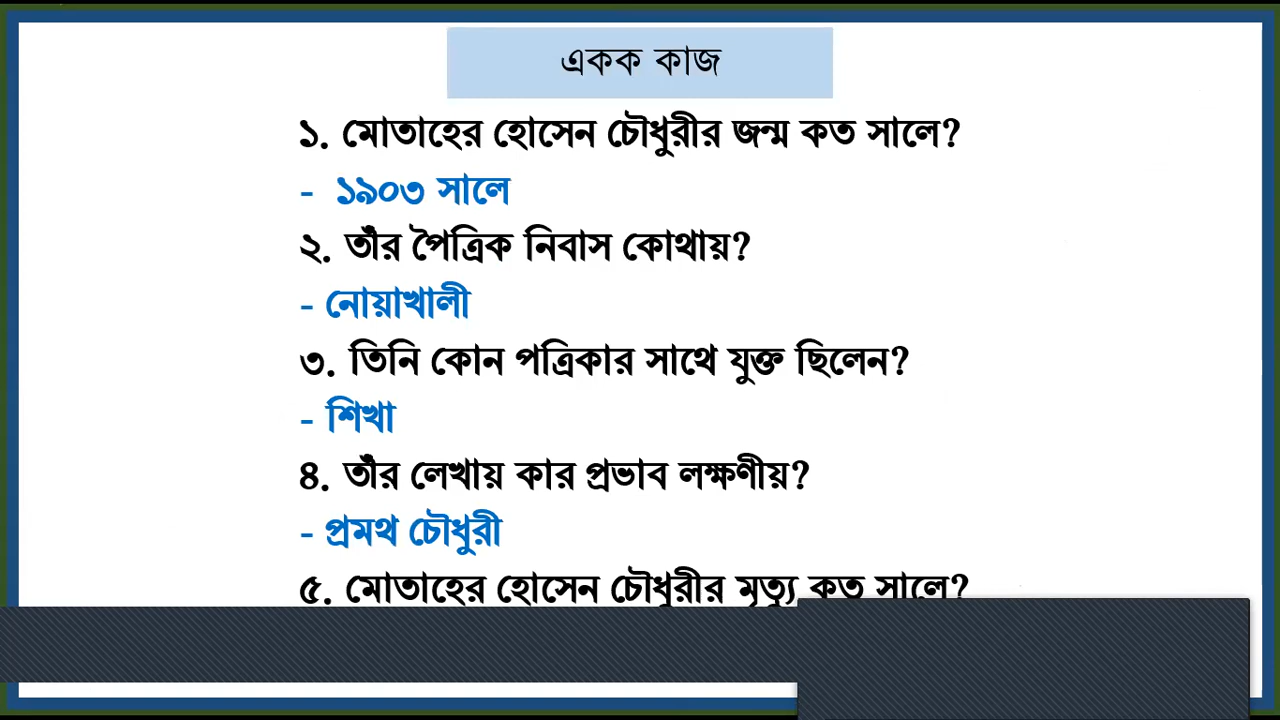 একক কাজ
১. মোতাহের হোসেন চৌধুরীর জন্ম কত সালে?
- ১৯০৩ সালে
২. তাঁর পৈত্রিক নিবাস কোথায়?
- নোয়াখালী
৩. তিনি কোন পত্রিকার সাথে যুক্ত ছিলেন?
- শিখা
৪. তাঁর লেখায় কার প্রভাব লক্ষণীয়?
- প্রমথ চৌধুরী
৫. মোতাহের হোসেন চৌধুরীর মৃত্যু কত সালে?